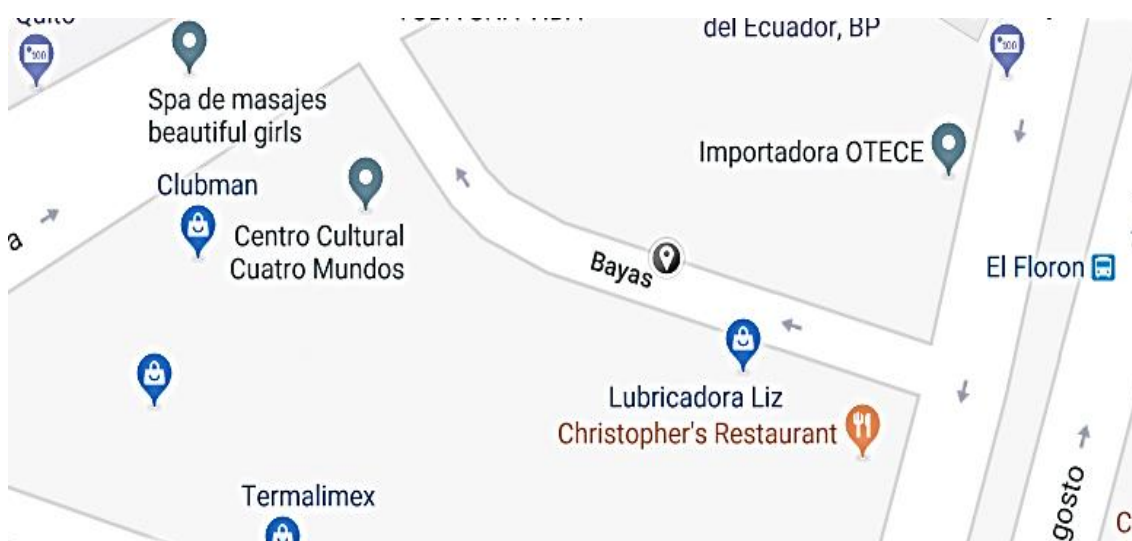 Quito
del Ecuador, BP
Spa de masajes
beautiful girls
Importadora OTECE
Clubman
Centro Cultural
Cuatro Mundos
a
Bayas
El Floron
Lubricadora Liz
Christopher's Restaurant
Termalimex
gosto
C